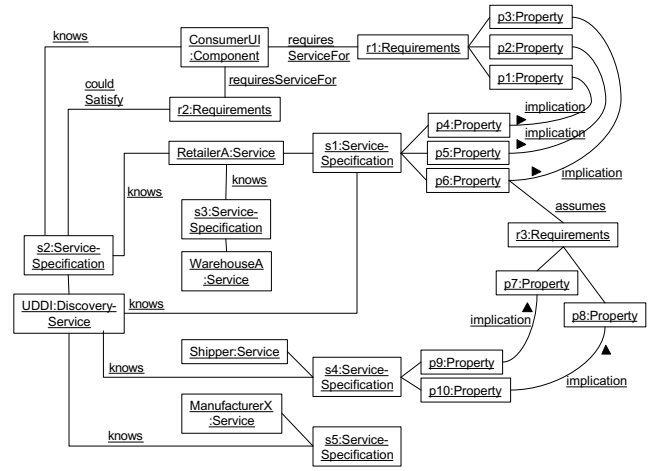 p3:Property
knows
ConsumerUI
:Component
requires
ServiceFor
r1:Requirements
p2:Property
p1:Property
could
Satisfy
requiresServiceFor
r2:Requirements
implication
p4:Property
implication
RetailerA:Service
s1:Service-
Specification
p5:Property
knows
knows
p6:Property
implication
s3:Service-
Specification
assumes
s2:Service-
Specification
r3:Requirements
WarehouseA
:Service
p7:Property
UDDI:Discovery-
Service
knows
implication
p8:Property
Shipper:Service
knows
s4:Service-
Specification
p9:Property
p10:Property
implication
ManufacturerX
:Service
knows
s5:Service-
Specification